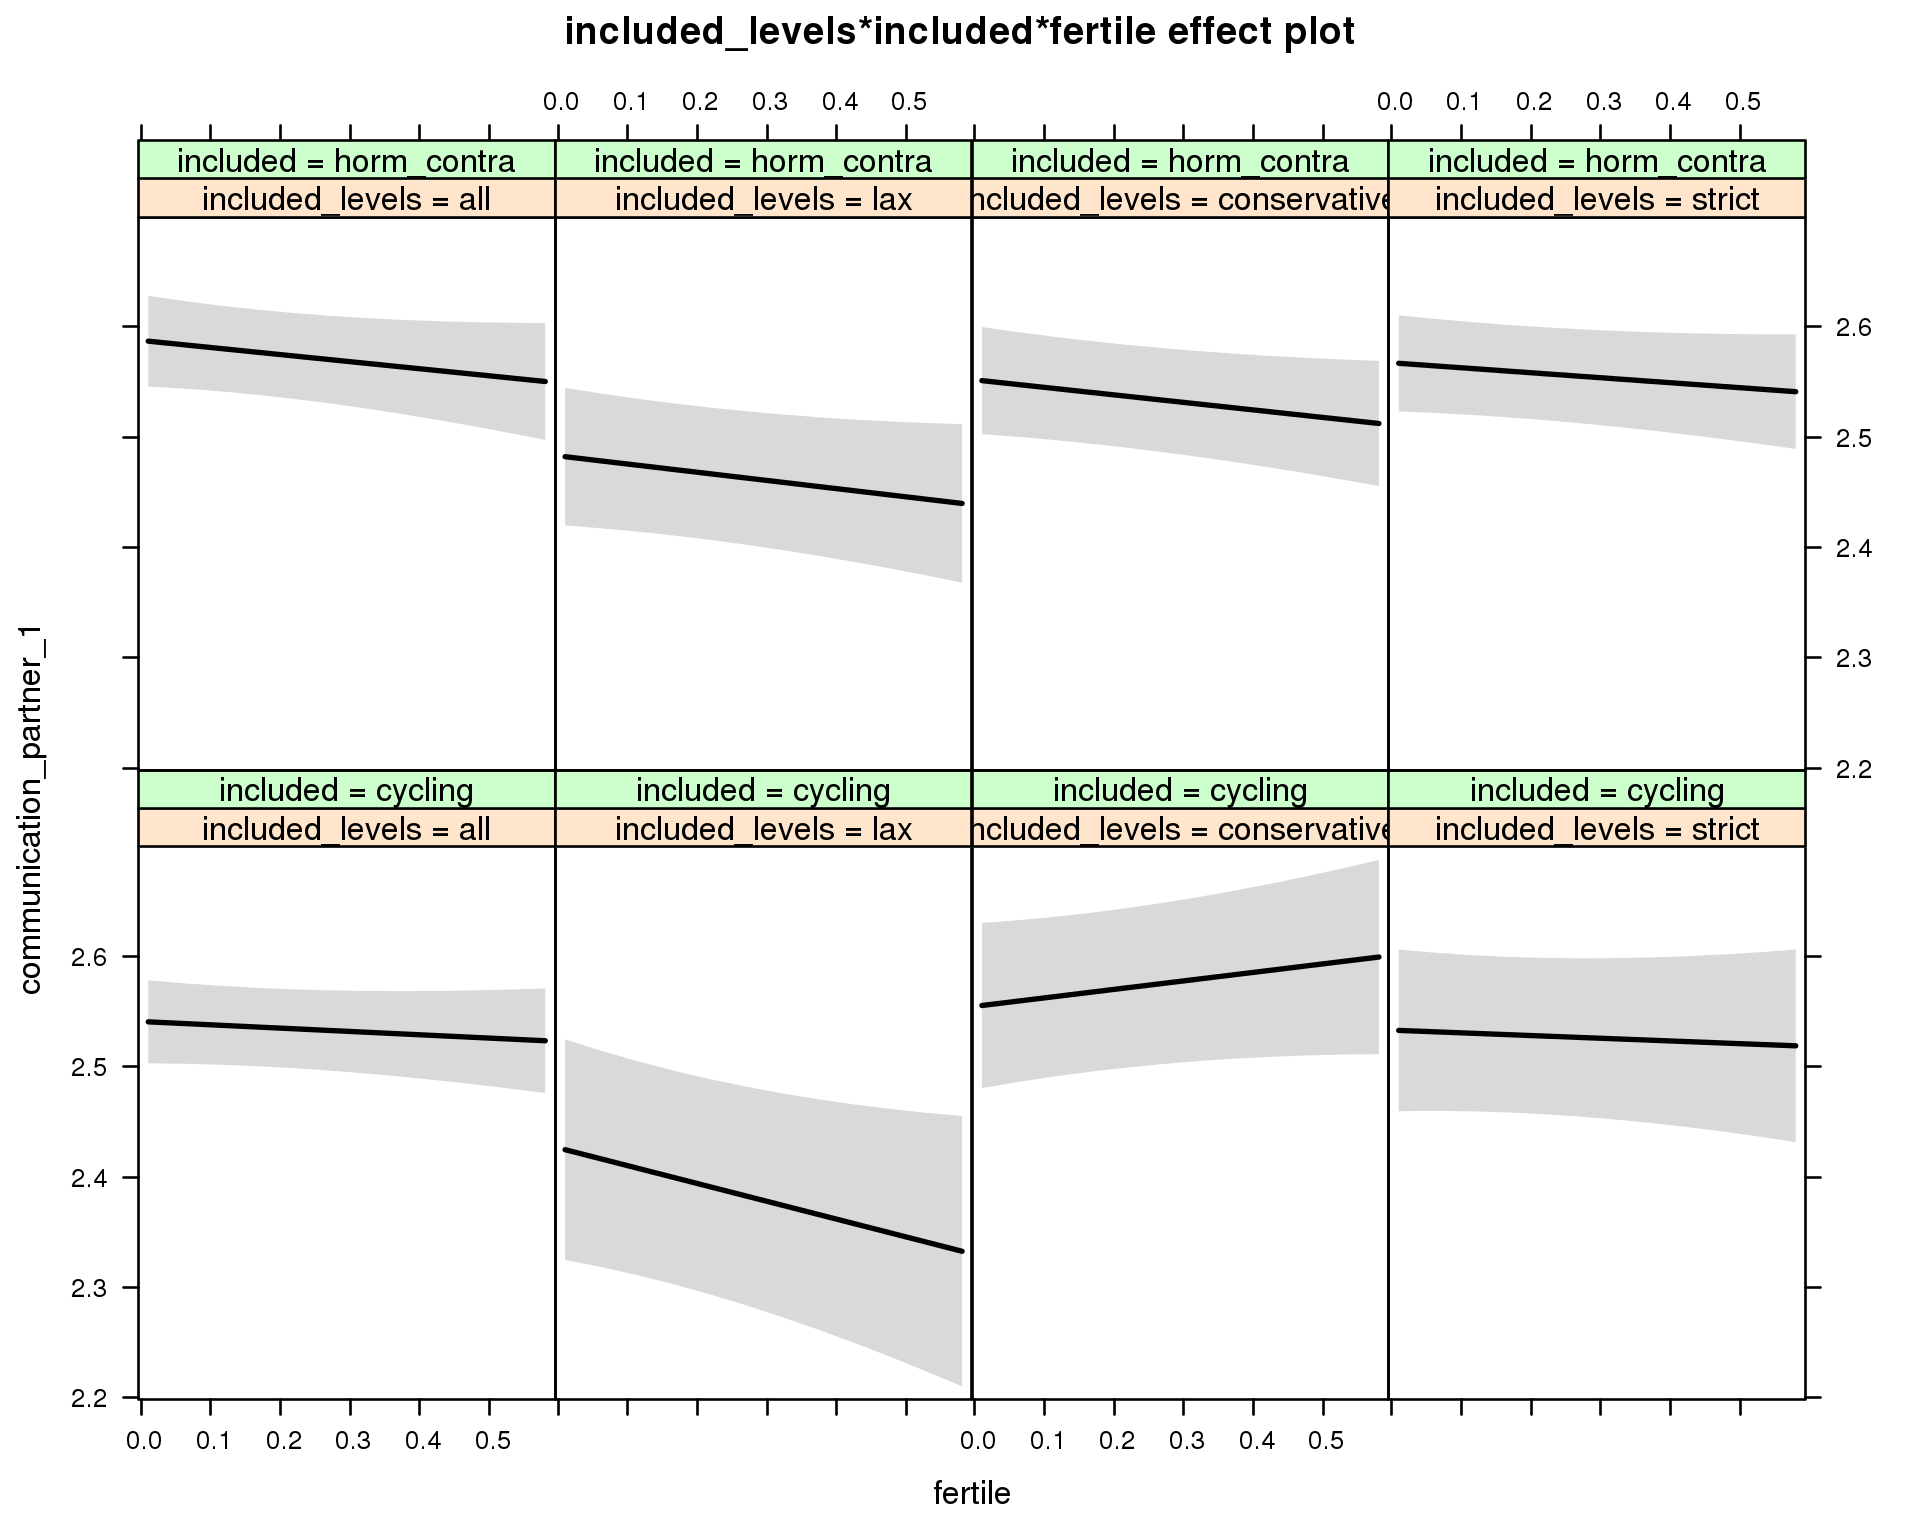 included_levels*included*fertile effect plot
0.0 0.1 0.2 0.3 0.4 0.5 0.0 0.1 0.2 0.3 0.4 0.5
included = horm_contra included = horm_contra included = horm_contra included = horm_contra
included_levels = all included_levels = lax ncluded_levels = conservative included_levels = strict
2.6
2.5
2.4
2.3
2.2
included = cycling included = cycling included = cycling included = cycling
included_levels = all included_levels = lax ncluded_levels = conservative included_levels = strict
communication_partner_1
2.6
2.5
2.4
2.3
2.2
0.0 0.1 0.2 0.3 0.4 0.5 0.0 0.1 0.2 0.3 0.4 0.5
fertile